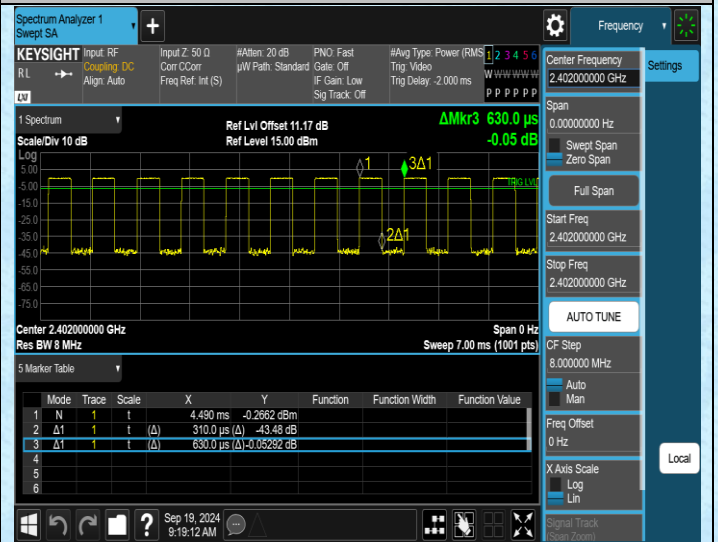 Spectrum Analyzer 1
Swept SA
+
Frequency
KEYSIGHT Input: RF
RL
Coupling: DC
Align: Auto
Input Z: 50 Ω
Corr CCorr
Freq Ref: Int (S)
#Atten: 20 dB
µW Path: Standard
PNO: Fast
Gate: Off
IF Gain: Low
Sig Track: Off
#Avg Type: Power (RMS
Trig: Video
Trig Delay: -2.000 ms
1 2 3 4 5 6
W W W W W W
P P P P P P
LXI
1 Spectrum
Scale/Div 10 dB
Ref Lvl Offset 11.17 dB
Ref Level 15.00 dBm
ΔMkr3 630.0 µs
-0.05 dB
Log
5.00
-5.00
-15.0
-25.0
-35.0
-45.0
-55.0
-65.0
-75.0
1
3Δ1
2Δ1
TRIG LVL
Center 2.402000000 GHz
Res BW 8 MHz
Span 0 Hz
Sweep 7.00 ms (1001 pts)
5 Marker Table
Mode Trace Scale X Y Function Function Width Function Value
1 N 1 t 4.490 ms -0.2662 dBm
2 Δ1 1 t (Δ) 310.0 µs (Δ) -43.48 dB
3 Δ1 1 t (Δ) 630.0 µs (Δ) -0.05292 dB
4
5
6
?
Sep 19, 2024
9:19:12 AM
Center Frequency
2.402000000 GHz
Span
0.00000000 Hz
Swept Span
Zero Span
Full Span
Start Freq
2.402000000 GHz
Stop Freq
2.402000000 GHz
AUTO TUNE
CF Step
8.000000 MHz
Auto
Man
Freq Offset
0 Hz
X Axis Scale
Log
Lin
Signal Track
(Span Zoom)
Settings
Local